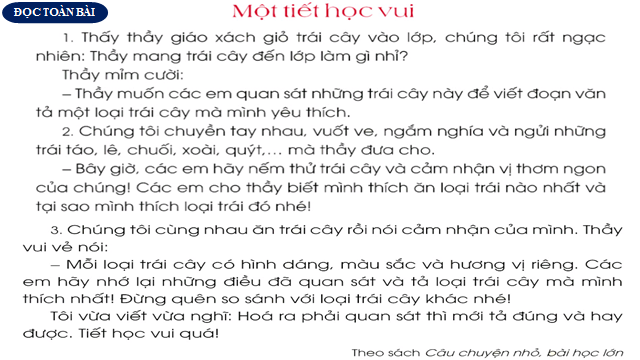 ĐỌC TOÀN BÀI
Một tiết học vui
1. Thấy thầy giáo xách giỏ trái cây vào lớp, chúng tôi rất ngạc
nhiên: Thầy mang trái cây đến lớp làm gì nhỉ?
Thầy mỉm cười:
– Thầy muốn các em quan sát những trái cây này để viết đoạn văn
tả một loại trái cây mà mình yêu thích.
2. Chúng tôi chuyền tay nhau, vuốt ve, ngắm nghía và ngửi những
trái táo, lê, chuối, xoài, quýt,... mà thầy đưa cho.
– Bây giờ, các em hãy nếm thử trái cây và cảm nhận vị thơm ngon
của chúng! Các em cho thầy biết mình thích ăn loại trái nào nhất và
tại sao mình thích loại trái đó nhé!
3. Chúng tôi cùng nhau ăn trái cây rồi nói cảm nhận của mình. Thầy
vui vẻ nói:
– Mỗi loại trái cây có hình dáng, màu sắc và hương vị riêng. Các
em hãy nhớ lại những điều đã quan sát và tả loại trái cây mà mình
thích nhất! Đừng quên so sánh với loại trái cây khác nhé!
Tôi vừa viết vừa nghĩ: Hoá ra phải quan sát thì mới tả đúng và hay
được. Tiết học vui quá!
Theo sách Câu chuyện nhỏ, bài học lớn